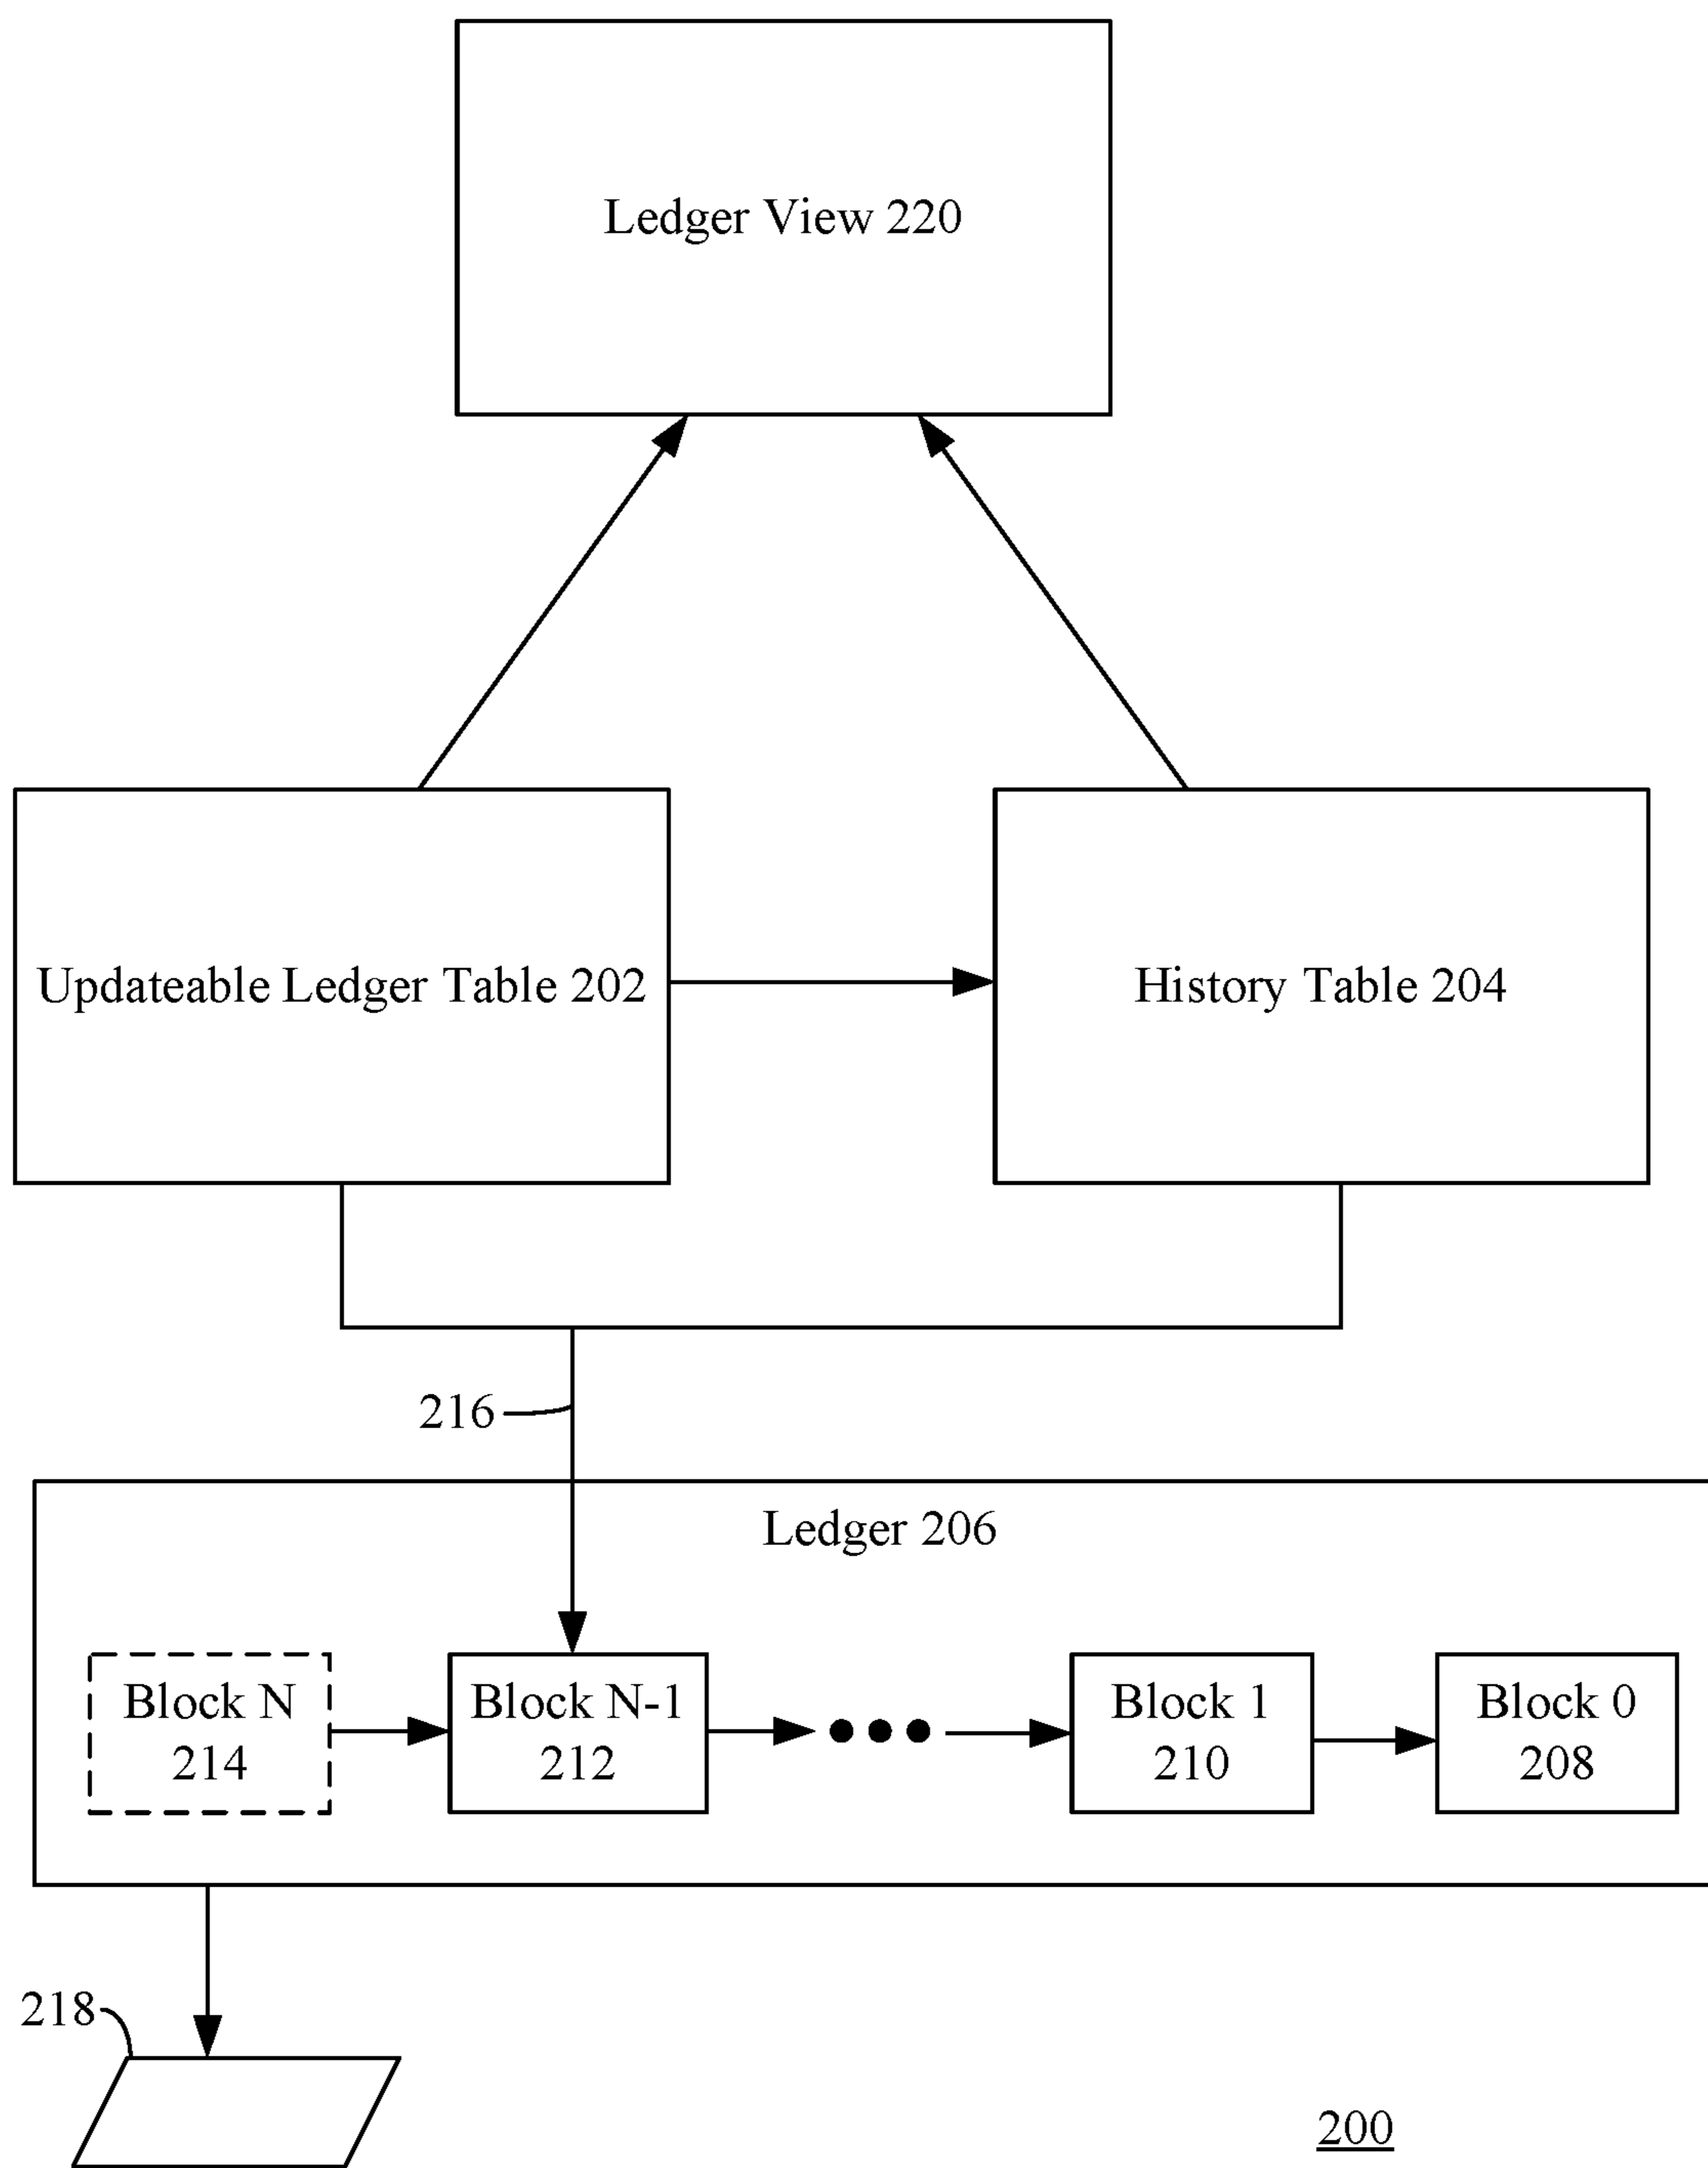 Ledger View 220
Updateable Ledger Table 202
History Table 204
216
Ledger 206
Block N
214
Block N-1
212
Block 1
210
Block 0
208
218
200